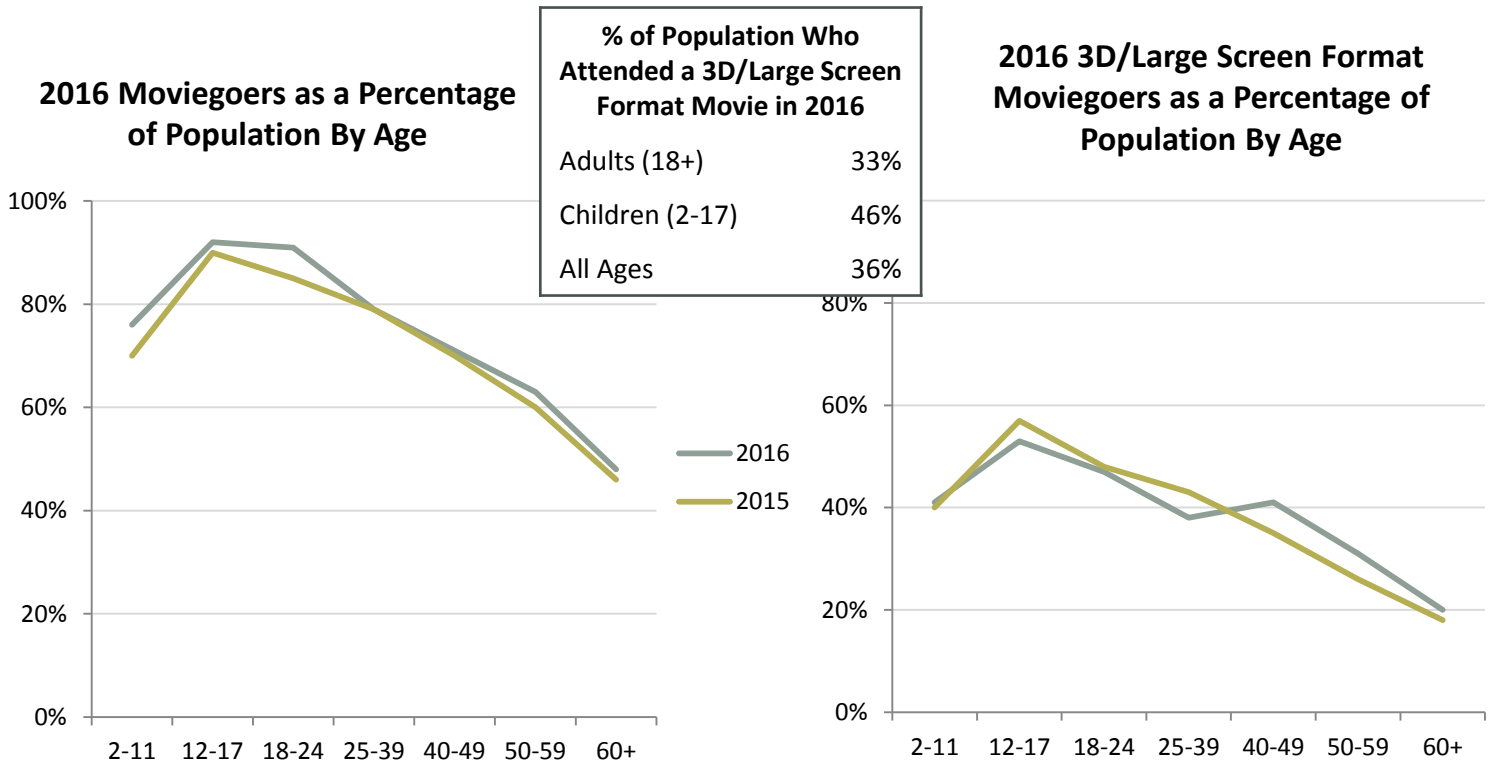 2016 Moviegoers as a Percentage
of Population By Age
% of Population Who
Attended a 3D/Large Screen
Format Movie in 2016
Adults (18+) 33%
Children (2-17) 46%
All Ages 36%
2016 3D/Large Screen Format
Moviegoers as a Percentage of
Population By Age
100%
80%
60%
40%
20%
0%
2-11 12-17 18-24 25-39 40-49 50-59 60+
2016
2015
80%
60%
40%
20%
0%
2-11 12-17 18-24 25-39 40-49 50-59 60+